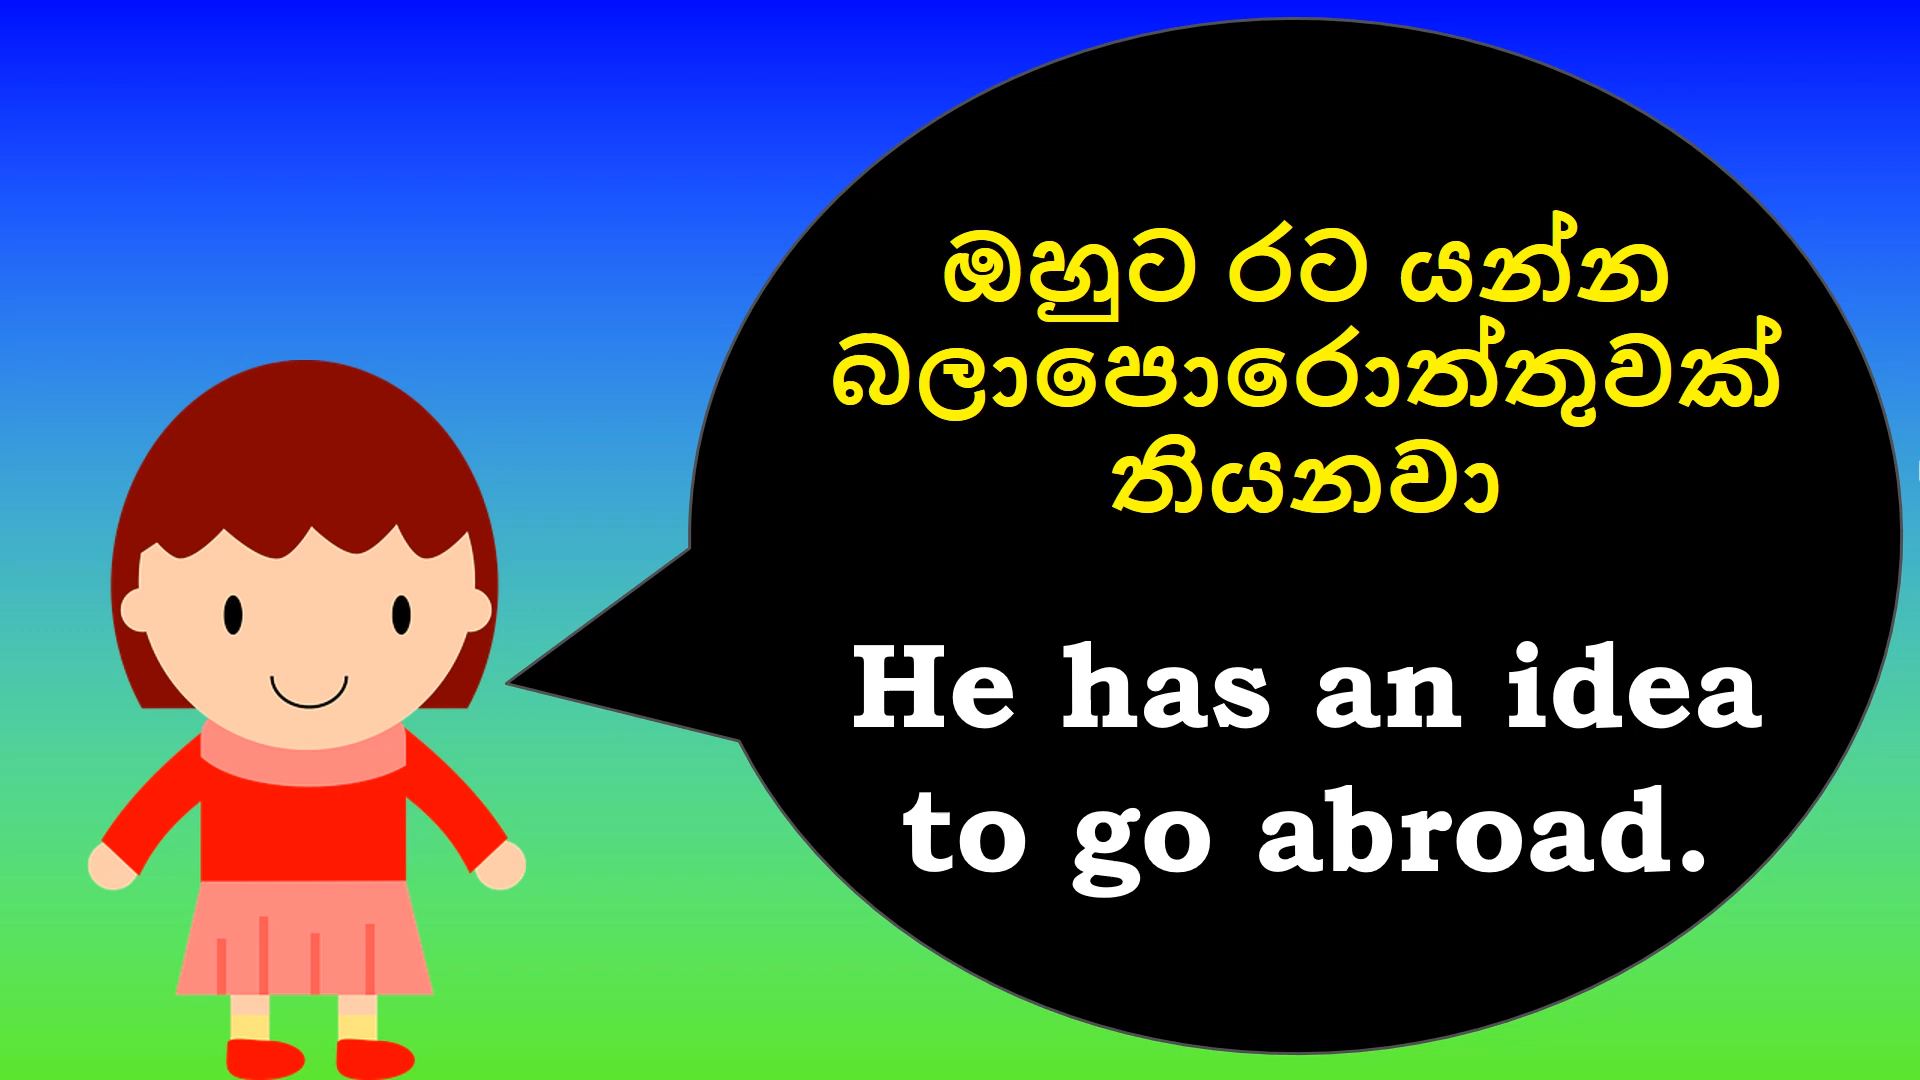 ඔහුට රට යන්න
බලාපොරොත්තුවක්
තියනවා
He has an idea
to go abroad.